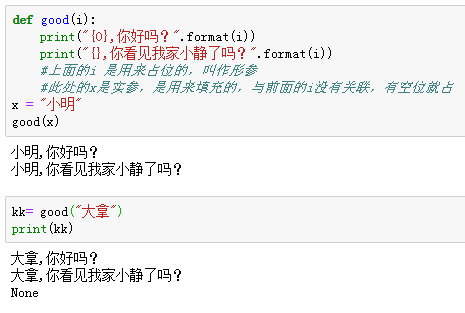 def good(i):
    print("{0},你好吗？".format(i))
    print("{},你看见我家小静了吗？".format(i))
    #上面的i 是用来占位的，叫作形参
    #此处的x是实参，是用来填充的，与前面的i没有关联，有空位就占
x = "小明"
good(x)
小明,你好吗？
小明,你看见我家小静了吗？
kk= good("大拿")
print(kk)
大拿,你好吗？
大拿,你看见我家小静了吗？
None